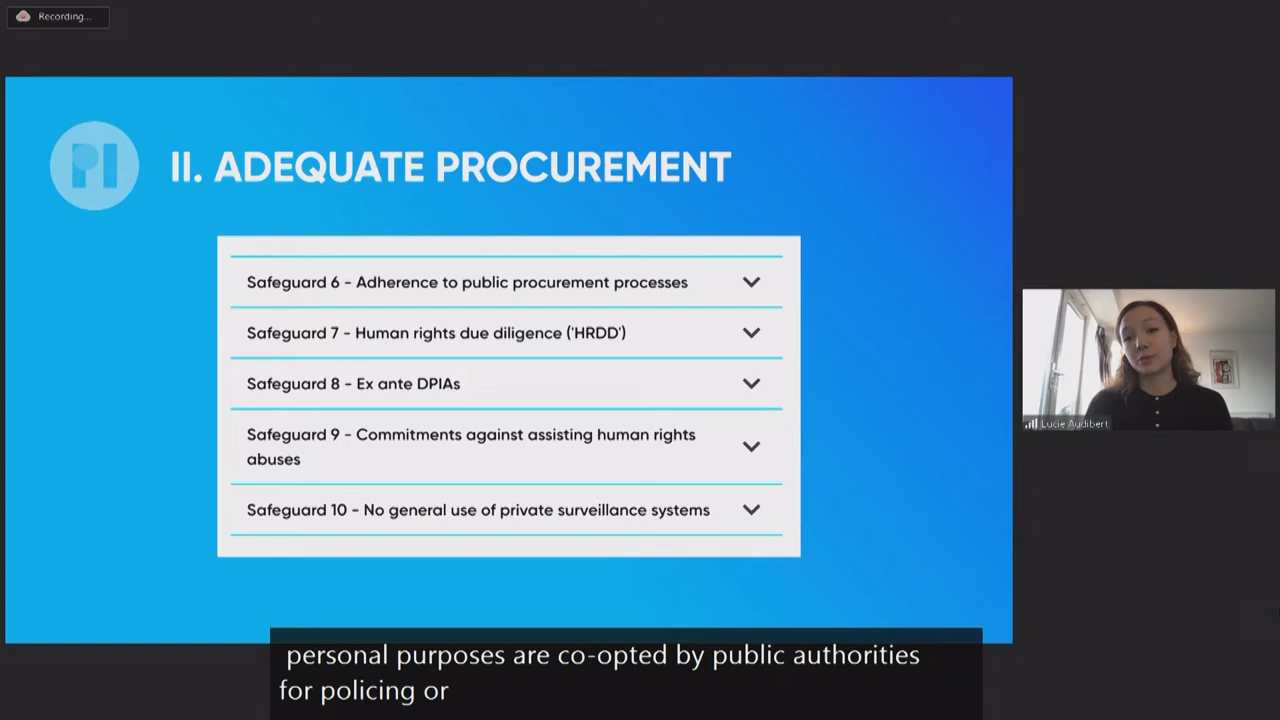 Recording...
PI
II. ADEQUATE PROCUREMENT
Safeguard 6 - Adherence to public procurement processes
Safeguard 7 - Human rights due diligence ('HRDD')
Safeguard 8 - Ex ante DPIAs
Safeguard 9 - Commitments against assisting human rights
abuses
Safeguard 10 - No general use of private surveillance systems
Lucie Audibert
personal purposes are co-opted by public authorities
for policing or